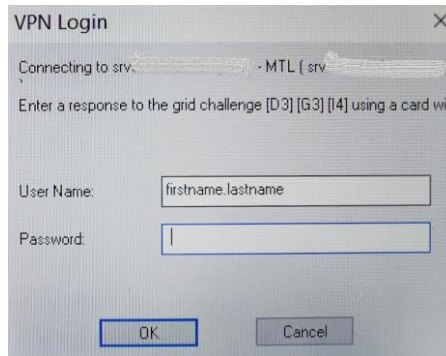 VPN Login
Connecting to srv. - MTL ( srv
Enter a response to the grid challenge [D3] [G3] [I4] using a card wi
User Name: firstname.lastname
Password:
OK Cancel